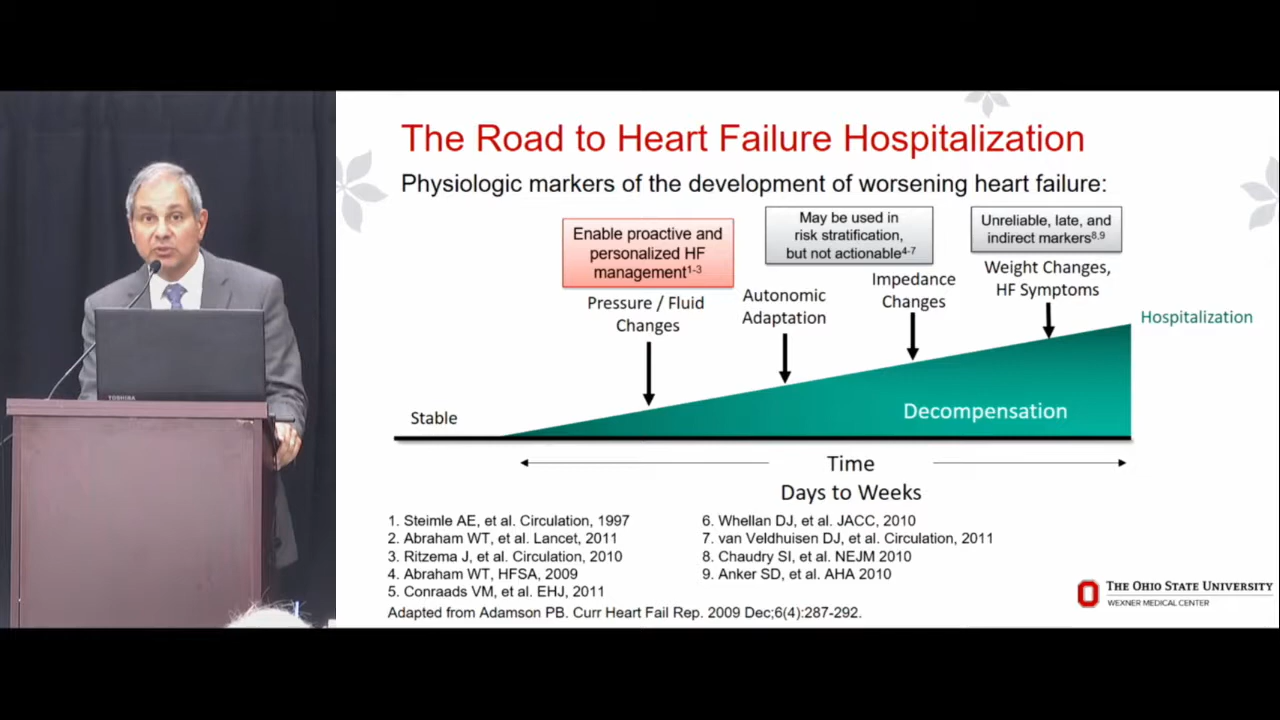 The Road to Heart Failure Hospitalization
Physiologic markers of the development of worsening heart failure:
Enable proactive and
personalized HF
management1-3
Pressure / Fluid
Changes
May be used in
risk stratification,
but not actionable4-7
Autonomic
Adaptation
Impedance
Changes
Unreliable, late, and
indirect markers8,9
Weight Changes,
HF Symptoms
Hospitalization
Stable
Decompensation
Time
Days to Weeks
1. Steimle AE, et al. Circulation, 1997
2. Abraham WT, et al. Lancet, 2011
3. Ritzema J, et al. Circulation, 2010
4. Abraham WT, HFSA, 2009
5. Conraads VM, et al. EHJ, 2011
6. Whellan DJ, et al. JACC, 2010
7. van Veldhuisen DJ, et al. Circulation, 2011
8. Chaudry SI, et al. NEJM 2010
9. Anker SD, et al. AHA 2010
Adapted from Adamson PB. Curr Heart Fail Rep. 2009 Dec;6(4):287-292.
THE OHIO STATE UNIVERSITY
WEXNER MEDICAL CENTER
TOSHIBA